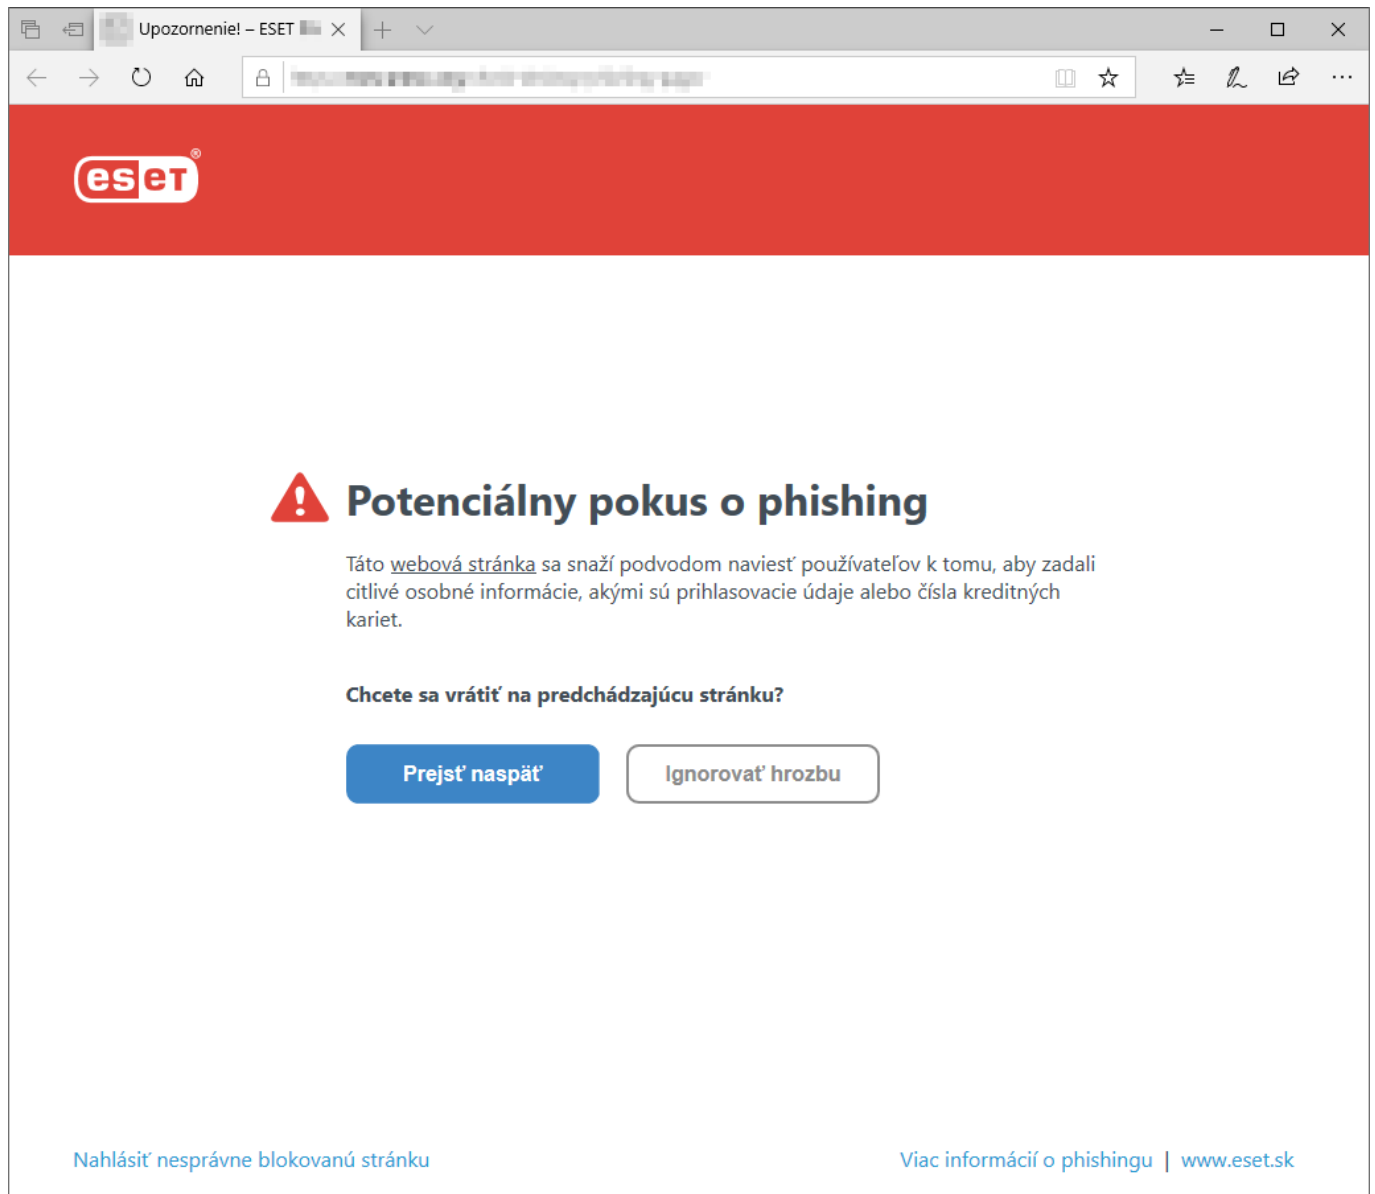 Upozornenie! – ESET
eseT®
Potenciálny pokus o phishing
Táto webová stránka sa snaží podvodom naviesť používateľov k tomu, aby zadali
citlivé osobné informácie, akými sú prihlasovacie údaje alebo čísla kreditných
kariet.
Chcete sa vrátiť na predchádzajúcu stránku?
Prejsť naspäť Ignorovať hrozbu
Nahlásiť nesprávne blokovanú stránku Viac informácií o phishingu | www.eset.sk